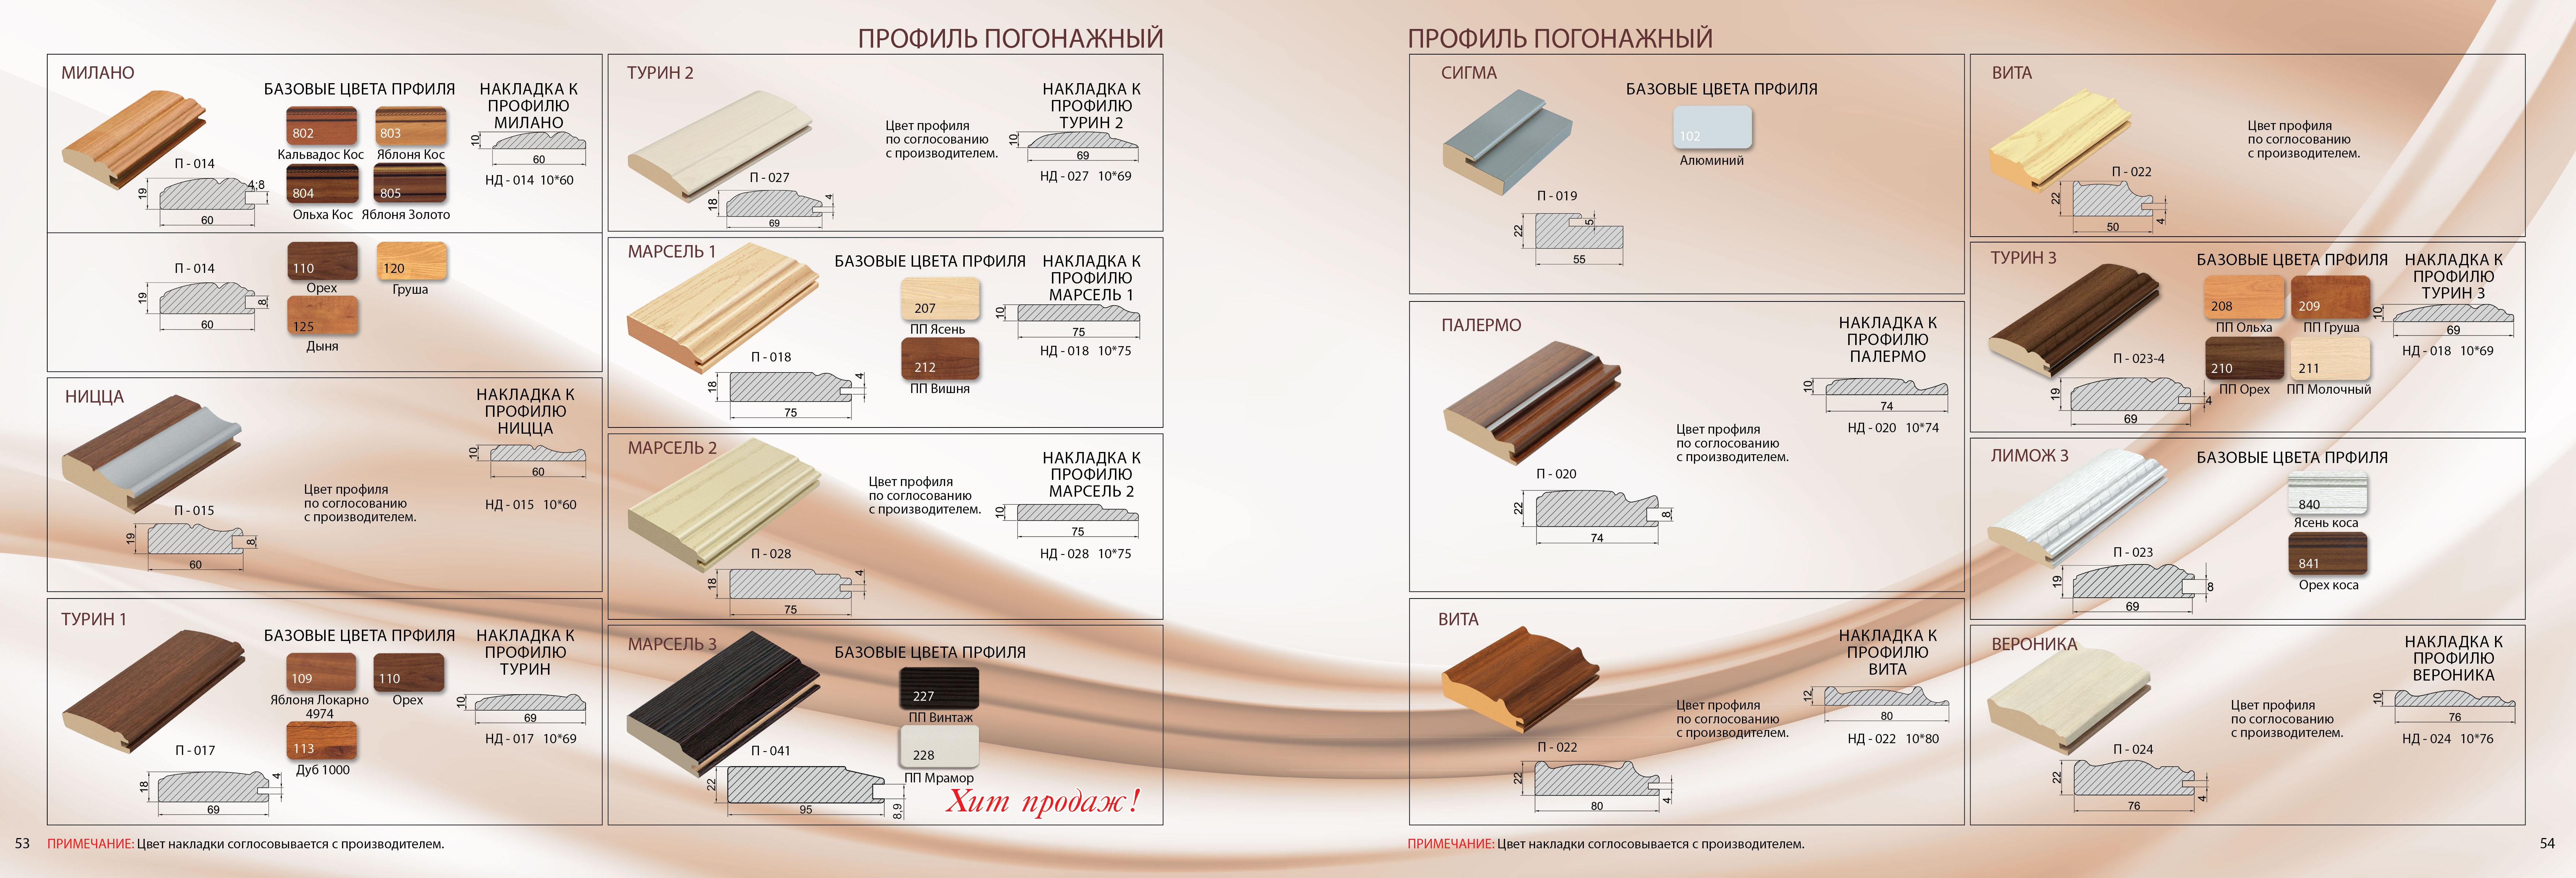 ПРОФИЛЬ ПОГОНАЖНЫЙ
МИЛАНО
БАЗОВЫЕ ЦВЕТА ПРФИЛЯ
НАКЛАДКА К
ПРОФИЛЮ
МИЛАНО
802
803
Кальвадос Кос
Яблоня Кос
804
805
Ольха Кос
Яблоня Золото
П - 014
19
4;8
60
10
60
НД - 014 10*60
П - 014
19
8
60
110
120
Орех
Груша
125
Дыня
НИЦЦА
НАКЛАДКА К
ПРОФИЛЮ
НИЦЦА
10
60
НД - 015 10*60
Цвет профиля
по соглосованию
с производителем.
П - 015
19
8
60
ТУРИН 1
БАЗОВЫЕ ЦВЕТА ПРФИЛЯ
НАКЛАДКА К
ПРОФИЛЮ
ТУРИН
109
110
Яблоня Локарно
4974
Орех
113
Дуб 1000
10
69
НД - 017 10*69
П - 017
18
4
69
ТУРИН 2
НАКЛАДКА К
ПРОФИЛЮ
ТУРИН 2
Цвет профиля
по соглосованию
с производителем.
10
69
НД - 027 10*69
П - 027
18
4
69
МАРСЕЛЬ 1
БАЗОВЫЕ ЦВЕТА ПРФИЛЯ
НАКЛАДКА К
ПРОФИЛЮ
МАРСЕЛЬ 1
207
ПП Ясень
212
ПП Вишня
10
75
НД - 018 10*75
П - 018
18
4
75
МАРСЕЛЬ 2
НАКЛАДКА К
ПРОФИЛЮ
МАРСЕЛЬ 2
Цвет профиля
по соглосованию
с производителем.
10
75
НД - 028 10*75
П - 028
18
4
75
МАРСЕЛЬ 3
БАЗОВЫЕ ЦВЕТА ПРФИЛЯ
227
ПП Винтаж
228
ПП Мрамор
П - 041
22
8,9
95
Хит продаж!
53
ПРИМЕЧАНИЕ: Цвет накладки соглосовывается с производителем.
ПРОФИЛЬ ПОГОНАЖНЫЙ
СИГМА
БАЗОВЫЕ ЦВЕТА ПРФИЛЯ
102
Алюминий
П - 019
22
5
55
ПАЛЕРМО
НАКЛАДКА К
ПРОФИЛЮ
ПАЛЕРМО
10
74
НД - 020 10*74
Цвет профиля
по соглосованию
с производителем.
П - 020
22
8
74
ВИТА
НАКЛАДКА К
ПРОФИЛЮ
ВИТА
12
80
НД - 022 10*80
Цвет профиля
по соглосованию
с производителем.
П - 022
22
4
80
ВИТА
Цвет профиля
по соглосованию
с производителем.
П - 022
22
4
50
ТУРИН 3
БАЗОВЫЕ ЦВЕТА ПРФИЛЯ
НАКЛАДКА К
ПРОФИЛЮ
ТУРИН 3
208
209
ПП Ольха
ПП Груша
210
211
ПП Орех
ПП Молочный
10
69
НД - 018 10*69
П - 023-4
19
4
69
ЛИМОЖ 3
БАЗОВЫЕ ЦВЕТА ПРФИЛЯ
840
Ясень коса
841
Орех коса
П - 023
19
8
69
ВЕРОНИКА
НАКЛАДКА К
ПРОФИЛЮ
ВЕРОНИКА
10
76
НД - 024 10*76
Цвет профиля
по соглосованию
с производителем.
П - 024
22
4
76
ПРИМЕЧАНИЕ: Цвет накладки соглосовывается с производителем.
54